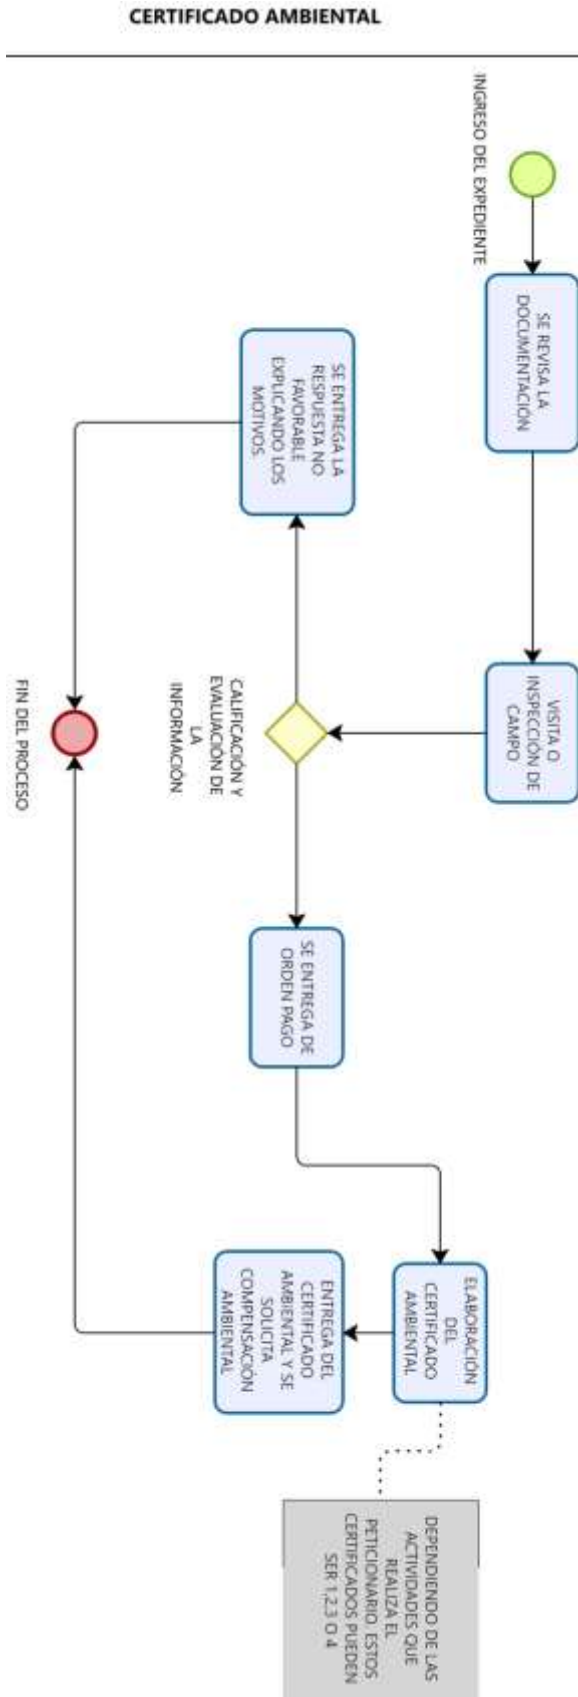 CERTIFICADO AMBIENTAL
INGRESO DEL EXPEDIENTE
SE REVISA LA
DOCUMENTACIÓN
VISITA O
INSPECCIÓN DE
CAMPO
CALIFICACIÓN Y
EVALUACIÓN DE
LA
INFORMACIÓN
SE ENTREGA LA
RESPUESTA NO
FAVORABLE
EXPLICANDO LOS
MOTIVOS.
SE ENTREGA DE
ORDEN PAGO
ELABORACIÓN
DEL
CERTIFICADO
AMBIENTAL
DEPENDIENDO DE LAS
ACTIVIDADES QUE
REALIZA EL
PETICIONARIO. ESTOS
CERTIFICADOS PUEDEN
SER 1,2,3 O 4
ENTREGA DEL
CERTIFICADO
AMBIENTAL Y SE
SOLICITA
COMPENSACIÓN
AMBIENTAL
FIN DEL PROCESO